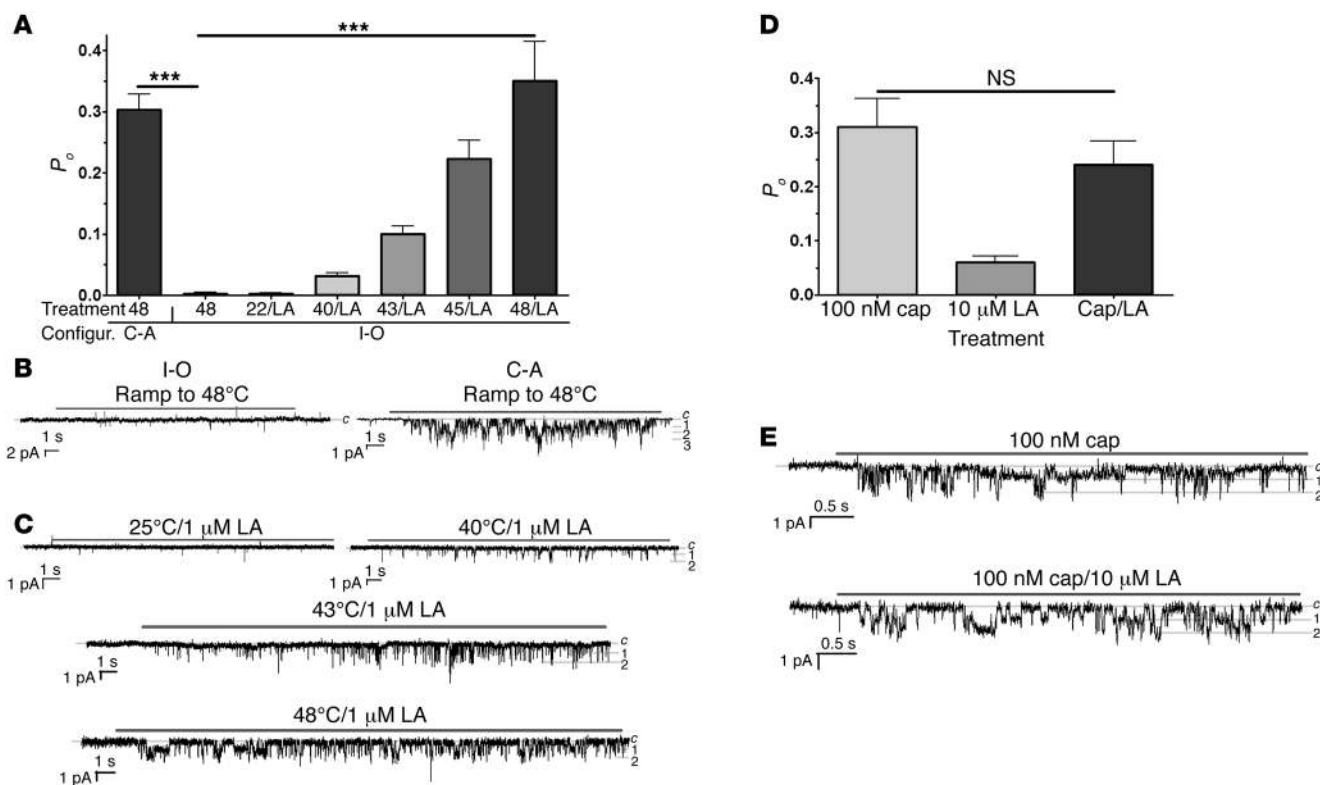 A
***
***
0.4
0.3
0.2
0.1
0.0
Po
Treatment 48 48 22/LA 40/LA 43/LA 45/LA 48/LA
Configur. C-A I-O
B
I-O
Ramp to 48°C
c
1 s
2 pA
C-A
Ramp to 48°C
c
1
2
3
1 s
1 pA
C
25°C/1 μM LA
1 s
1 pA
40°C/1 μM LA
c
1
2
1 s
1 pA
43°C/1 μM LA
c
1
2
1 s
1 pA
48°C/1 μM LA
c
1
2
1 s
1 pA
D
NS
0.4
0.3
0.2
0.1
0.0
Po
100 nM cap 10 μM LA Cap/LA
Treatment
E
100 nM cap
c
1
2
0.5 s
1 pA
100 nM cap/10 μM LA
c
1
2
0.5 s
1 pA